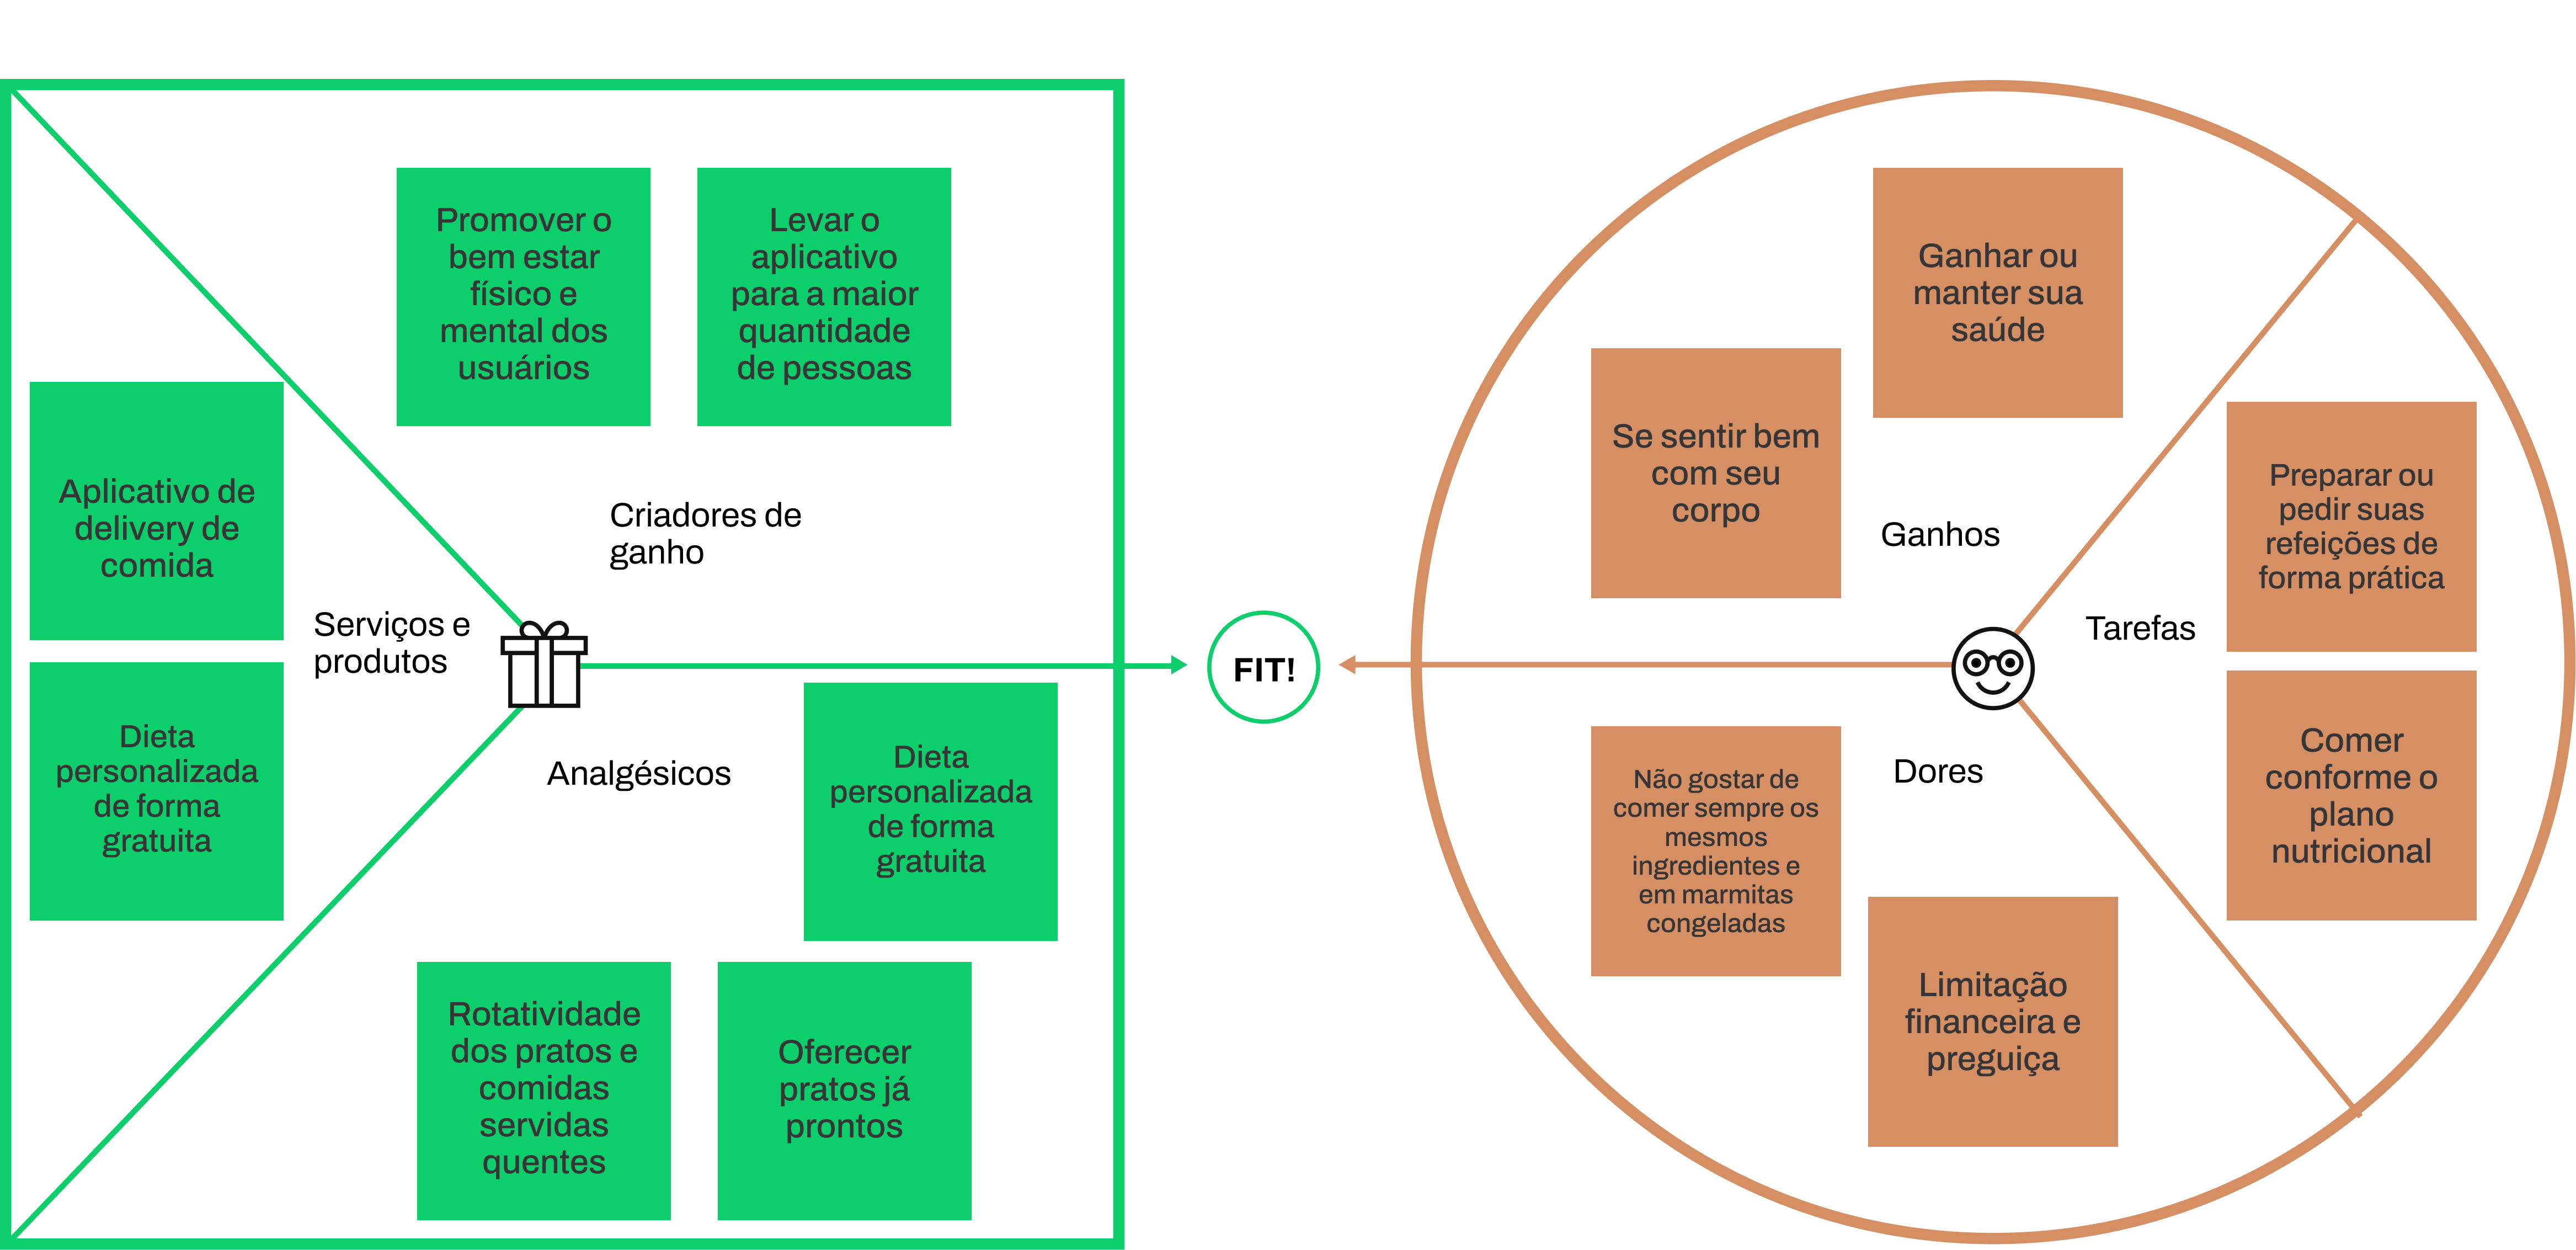 Promover o
bem estar
físico e
mental dos
usuários
Levar o
aplicativo
para a maior
quantidade
de pessoas
Criadores de
ganho
Aplicativo de
delivery de
comida
Serviços e
produtos
Dieta
personalizada
de forma
gratuita
Analgésicos
Dieta
personalizada
de forma
gratuita
Rotatividade
dos pratos e
comidas
servidas
quentes
Oferecer
pratos já
prontos
FIT!
Ganhar ou
manter sua
saúde
Se sentir bem
com seu
corpo
Ganhos
Preparar ou
pedir suas
refeições de
forma prática
Tarefas
Comer
conforme o
plano
nutricional
Dores
Não gostar de
comer sempre os
mesmos
ingredientes e
em marmitas
congeladas
Limitação
financeira e
preguiça